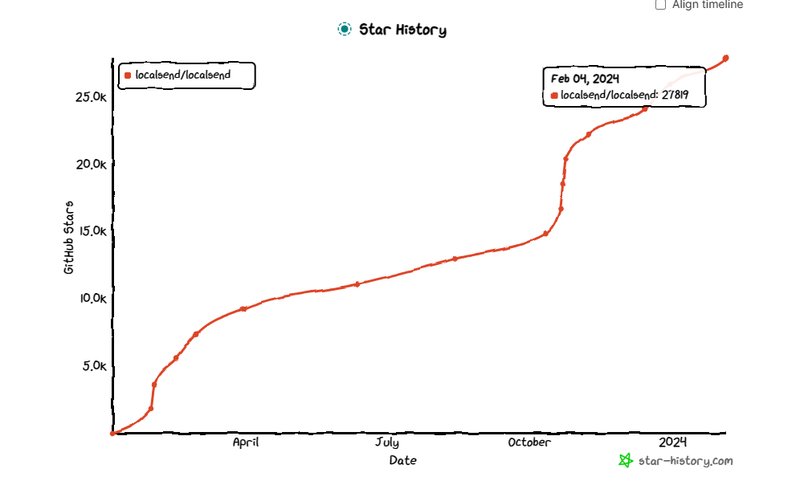 Align timeline
Star History
localsend/localsend
Feb 04, 2024
localsend/localsend: 27819
25.0k
20.0k
15.0k
10.0k
5.0k
GitHub Stars
April
July
October
2024
Date
star-history.com